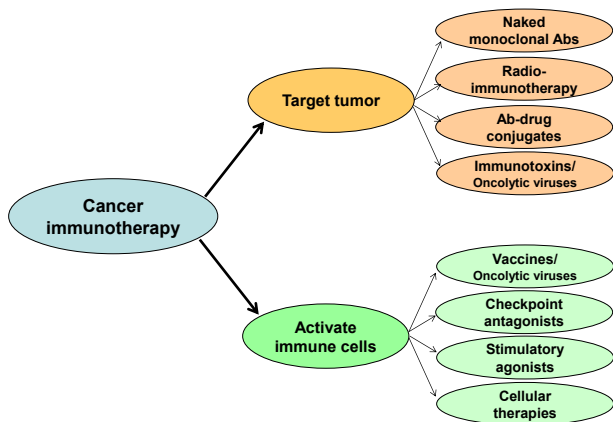 Cancer
immunotherapy
Target tumor
Naked
monoclonal Abs
Radio-
immunotherapy
Ab-drug
conjugates
Immunotoxins/
Oncolytic viruses
Activate
immune cells
Vaccines/
Oncolytic viruses
Checkpoint
antagonists
Stimulatory
agonists
Cellular
therapies